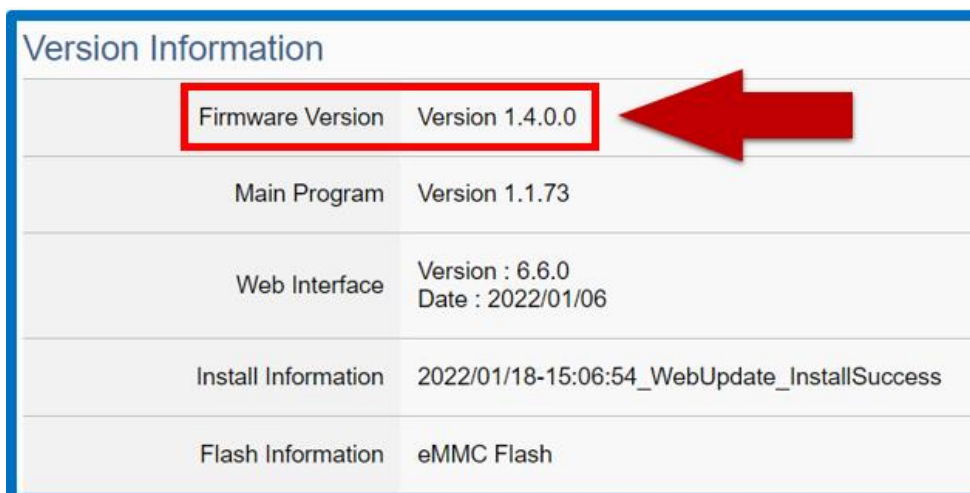 Version Information
Firmware Version Version 1.4.0.0
Main Program Version 1.1.73
Web Interface Version : 6.6.0
Date : 2022/01/06
Install Information 2022/01/18-15:06:54_WebUpdate_InstallSuccess
Flash Information eMMC Flash